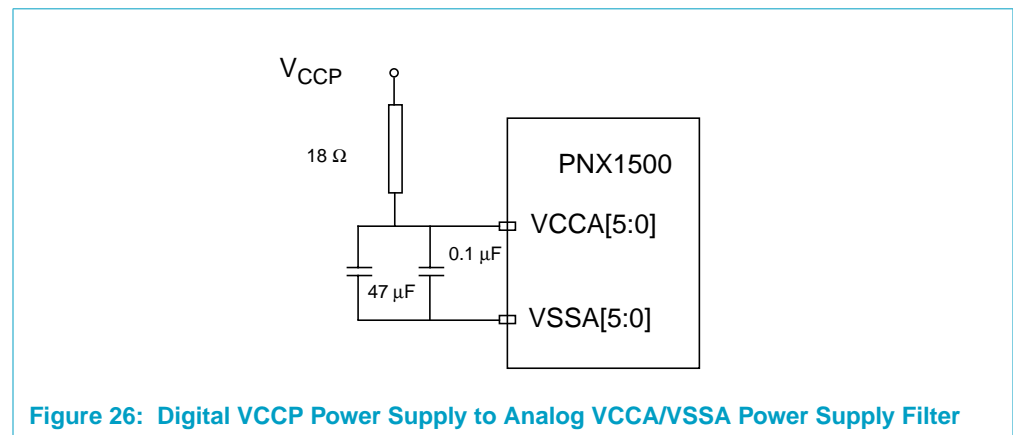 VCCP
18 Ω
PNX1500
VCCA[5:0]
0.1 μF
47 μF
VSSA[5:0]
Figure 26: Digital VCCP Power Supply to Analog VCCA/VSSA Power Supply Filter